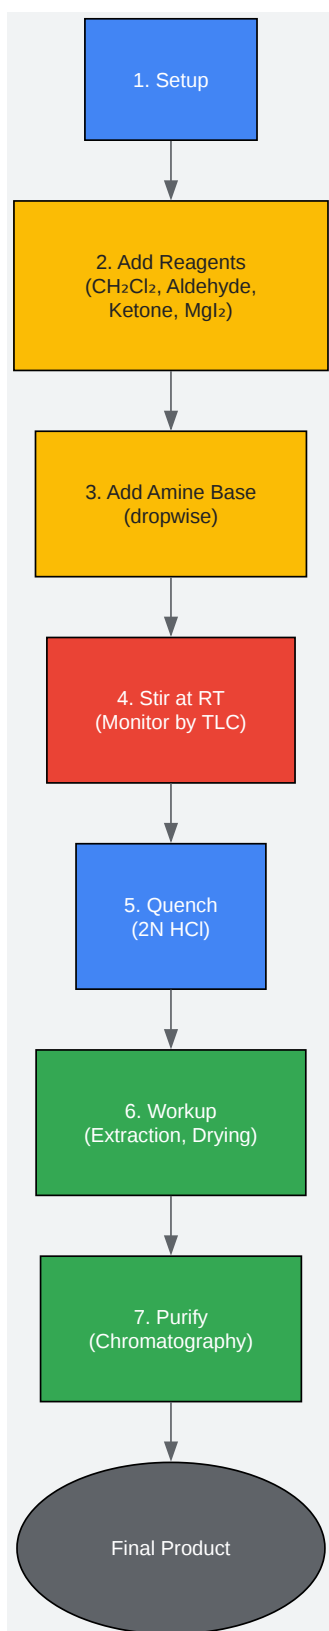 1. Setup
2. Add Reagents
(CH₂Cl₂, Aldehyde,
Ketone, MgI₂)
3. Add Amine Base
(dropwise)
4. Stir at RT
(Monitor by TLC)
5. Quench
(2N HCl)
6. Workup
(Extraction, Drying)
7. Purify
(Chromatography)
Final Product